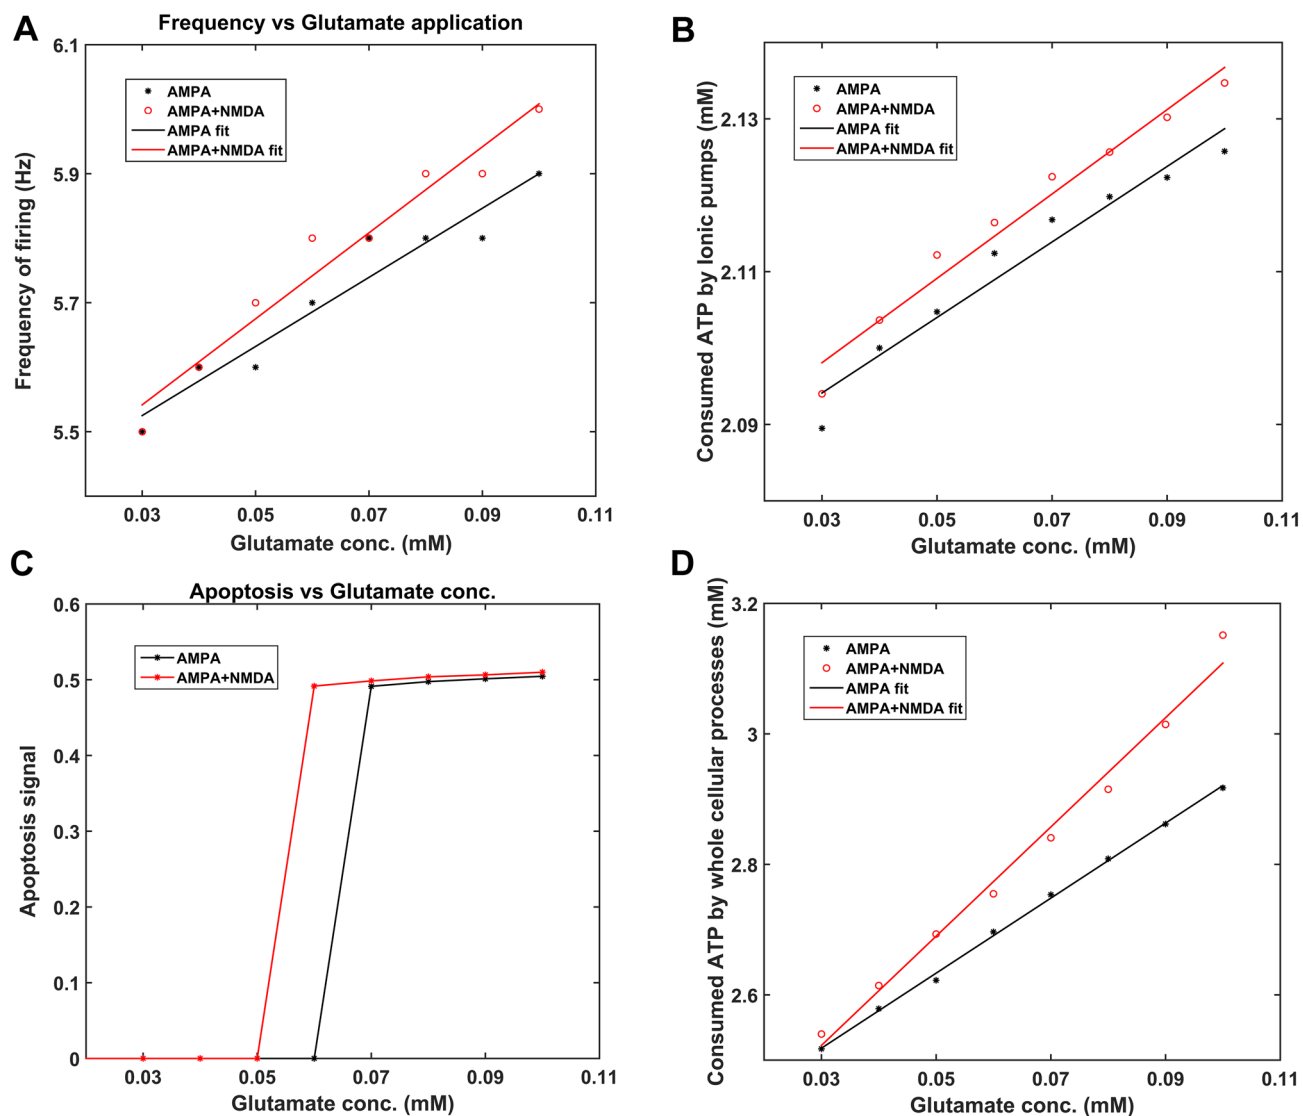 A
Frequency vs Glutamate application
6.1
5.9
5.7
5.5
Frequency of firing (Hz)
AMPA
AMPA+NMDA
AMPA fit
AMPA+NMDA fit
0.03 0.05 0.07 0.09 0.11
Glutamate conc. (mM)
B
2.13
2.11
2.09
Consumed ATP by Ionic pumps (mM)
AMPA
AMPA+NMDA
AMPA fit
AMPA+NMDA fit
0.03 0.05 0.07 0.09 0.11
Glutamate conc. (mM)
C
Apoptosis vs Glutamate conc.
0.6
0.5
0.4
0.3
0.2
0.1
0
Apoptosis signal
AMPA
AMPA+NMDA
0.03 0.05 0.07 0.09 0.11
Glutamate conc. (mM)
D
3.2
3
2.8
2.6
Consumed ATP by whole cellular processes (mM)
AMPA
AMPA+NMDA
AMPA fit
AMPA+NMDA fit
0.03 0.05 0.07 0.09 0.11
Glutamate conc. (mM)